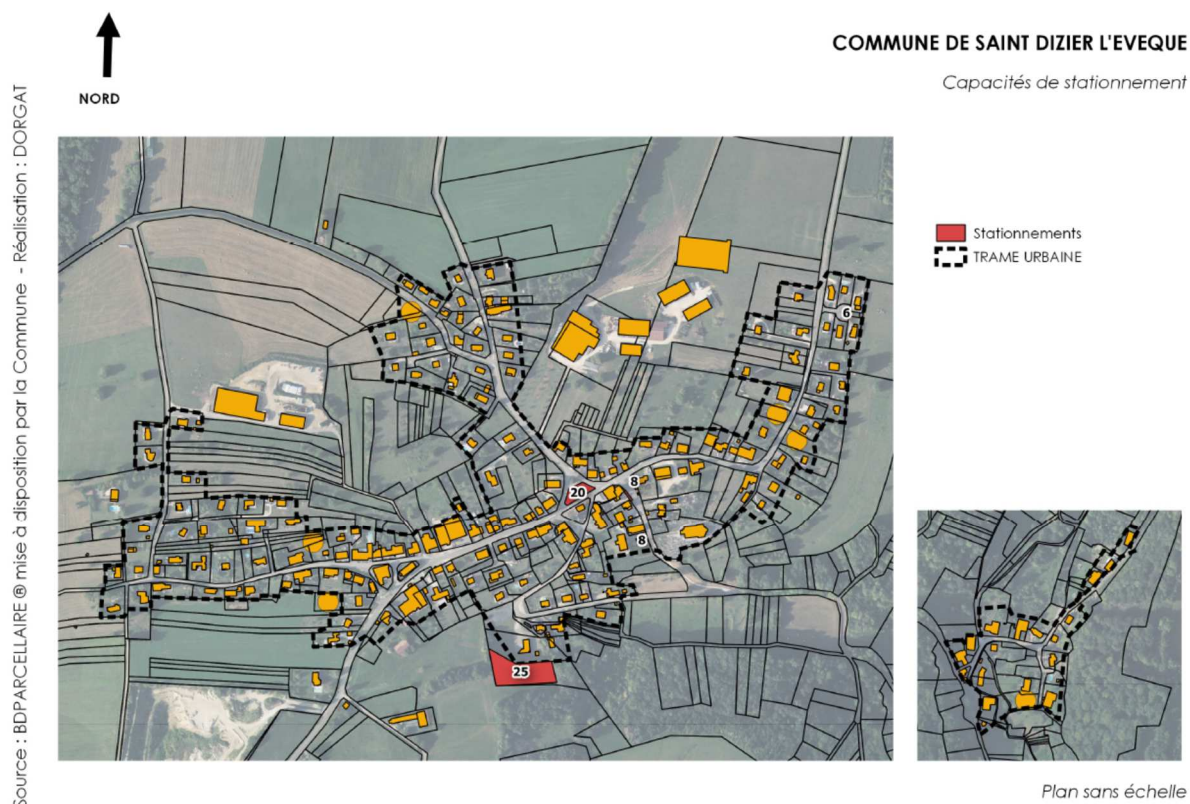 COMMUNE DE SAINT DIZIER L'EVEQUE
Capacités de stationnement
NORD
Source : BDPARCELLAIRE ® mise à disposition par la Commune - Réalisation : DORGAT
Stationnements
TRAME URBAINE
6
20
8
8
25
Plan sans échelle